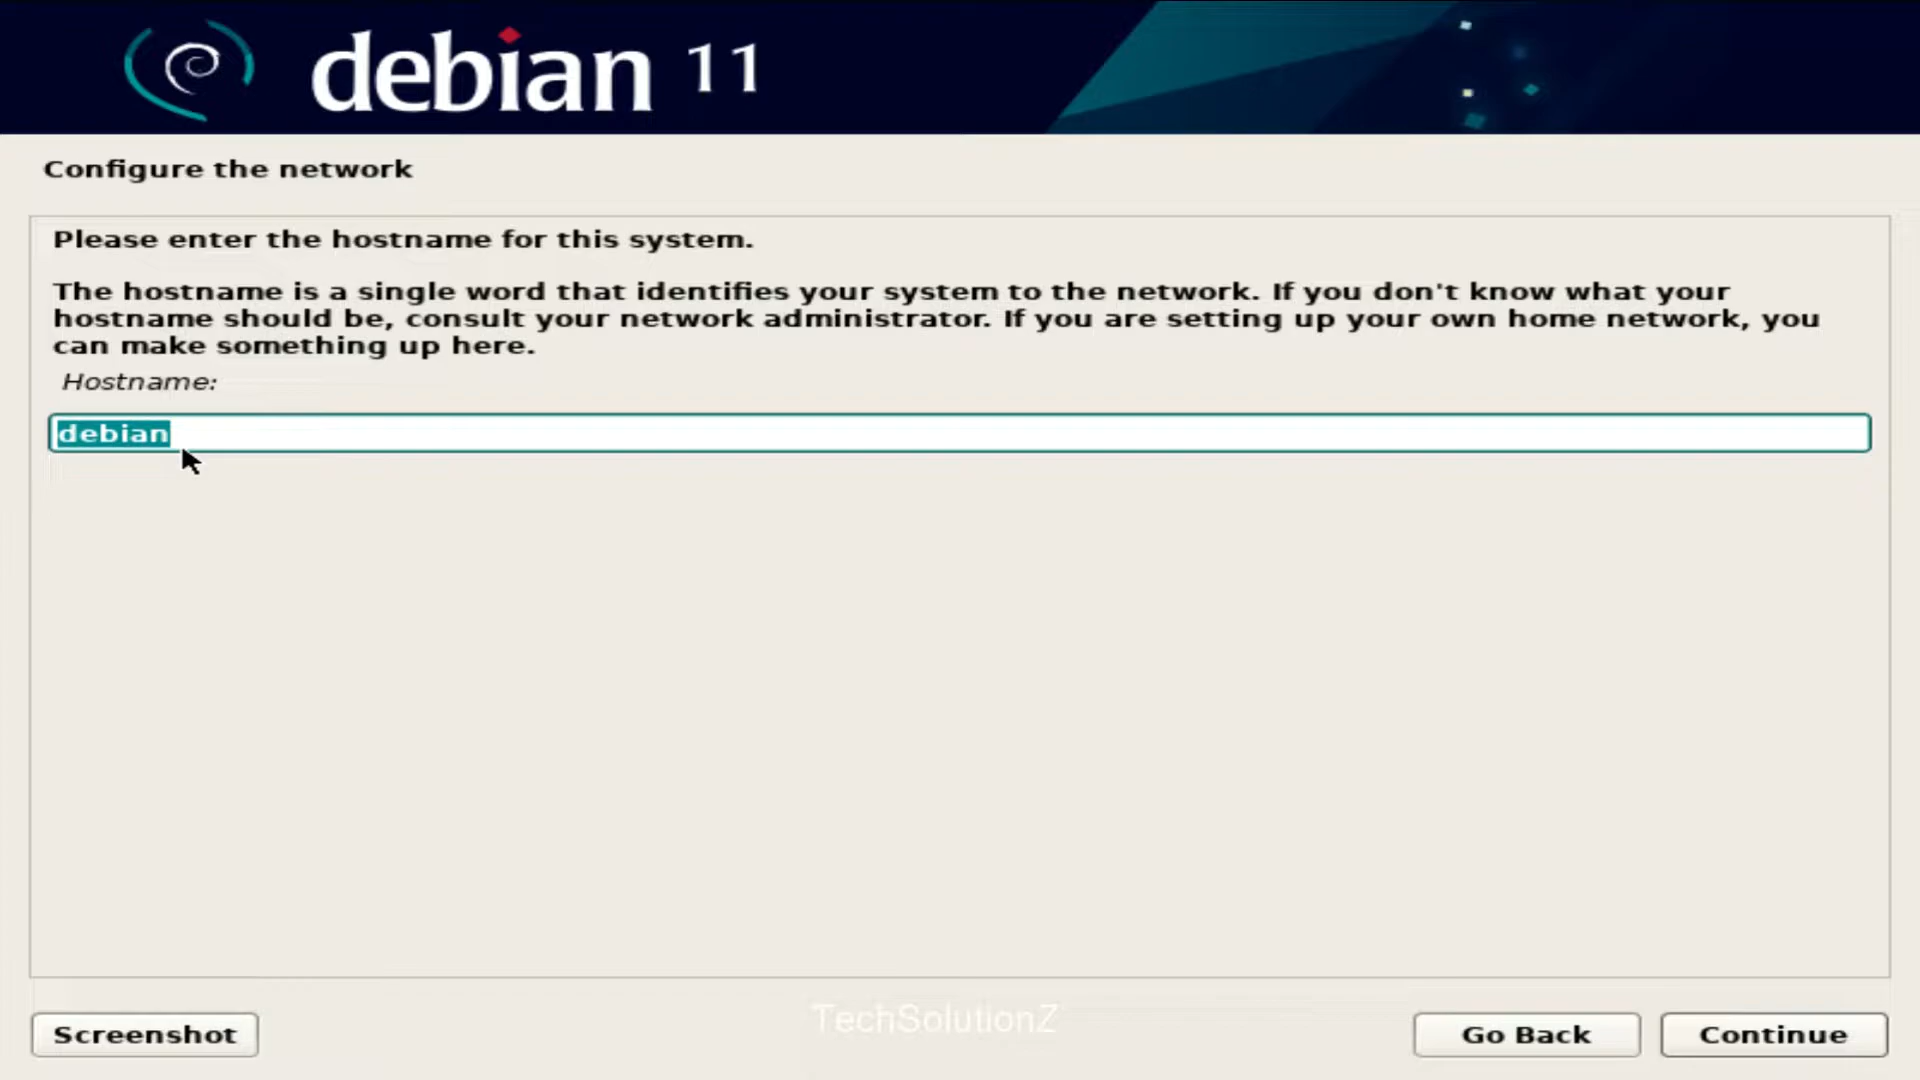 debian 11
Configure the network
Please enter the hostname for this system.
The hostname is a single word that identifies your system to the network. If you don't know what your
hostname should be, consult your network administrator. If you are setting up your own home network, you
can make something up here.
Hostname:
debian
Screenshot
TechSolutionZ
Go Back
Continue